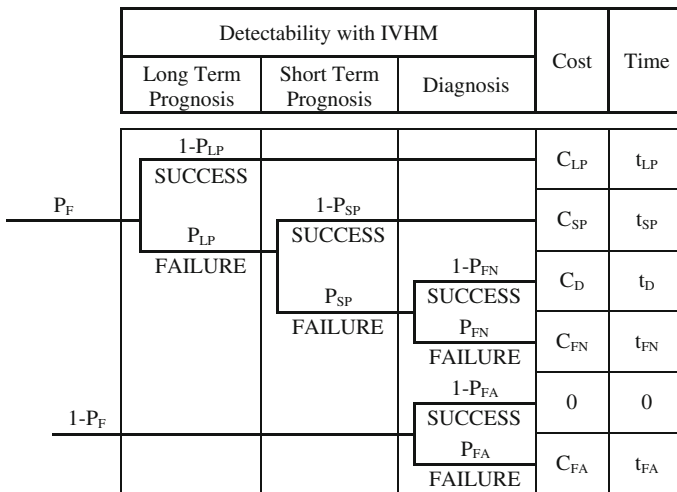 Detectability with IVHM
Cost
Time
Long Term
Prognosis
Short Term
Prognosis
Diagnosis
1-P_LP
SUCCESS
C_LP
t_LP
P_F
P_LP
FAILURE
1-P_SP
SUCCESS
C_SP
t_SP
P_SP
FAILURE
1-P_FN
SUCCESS
C_D
t_D
P_FN
FAILURE
C_FN
t_FN
1-P_F
1-P_FA
SUCCESS
0
0
P_FA
FAILURE
C_FA
t_FA